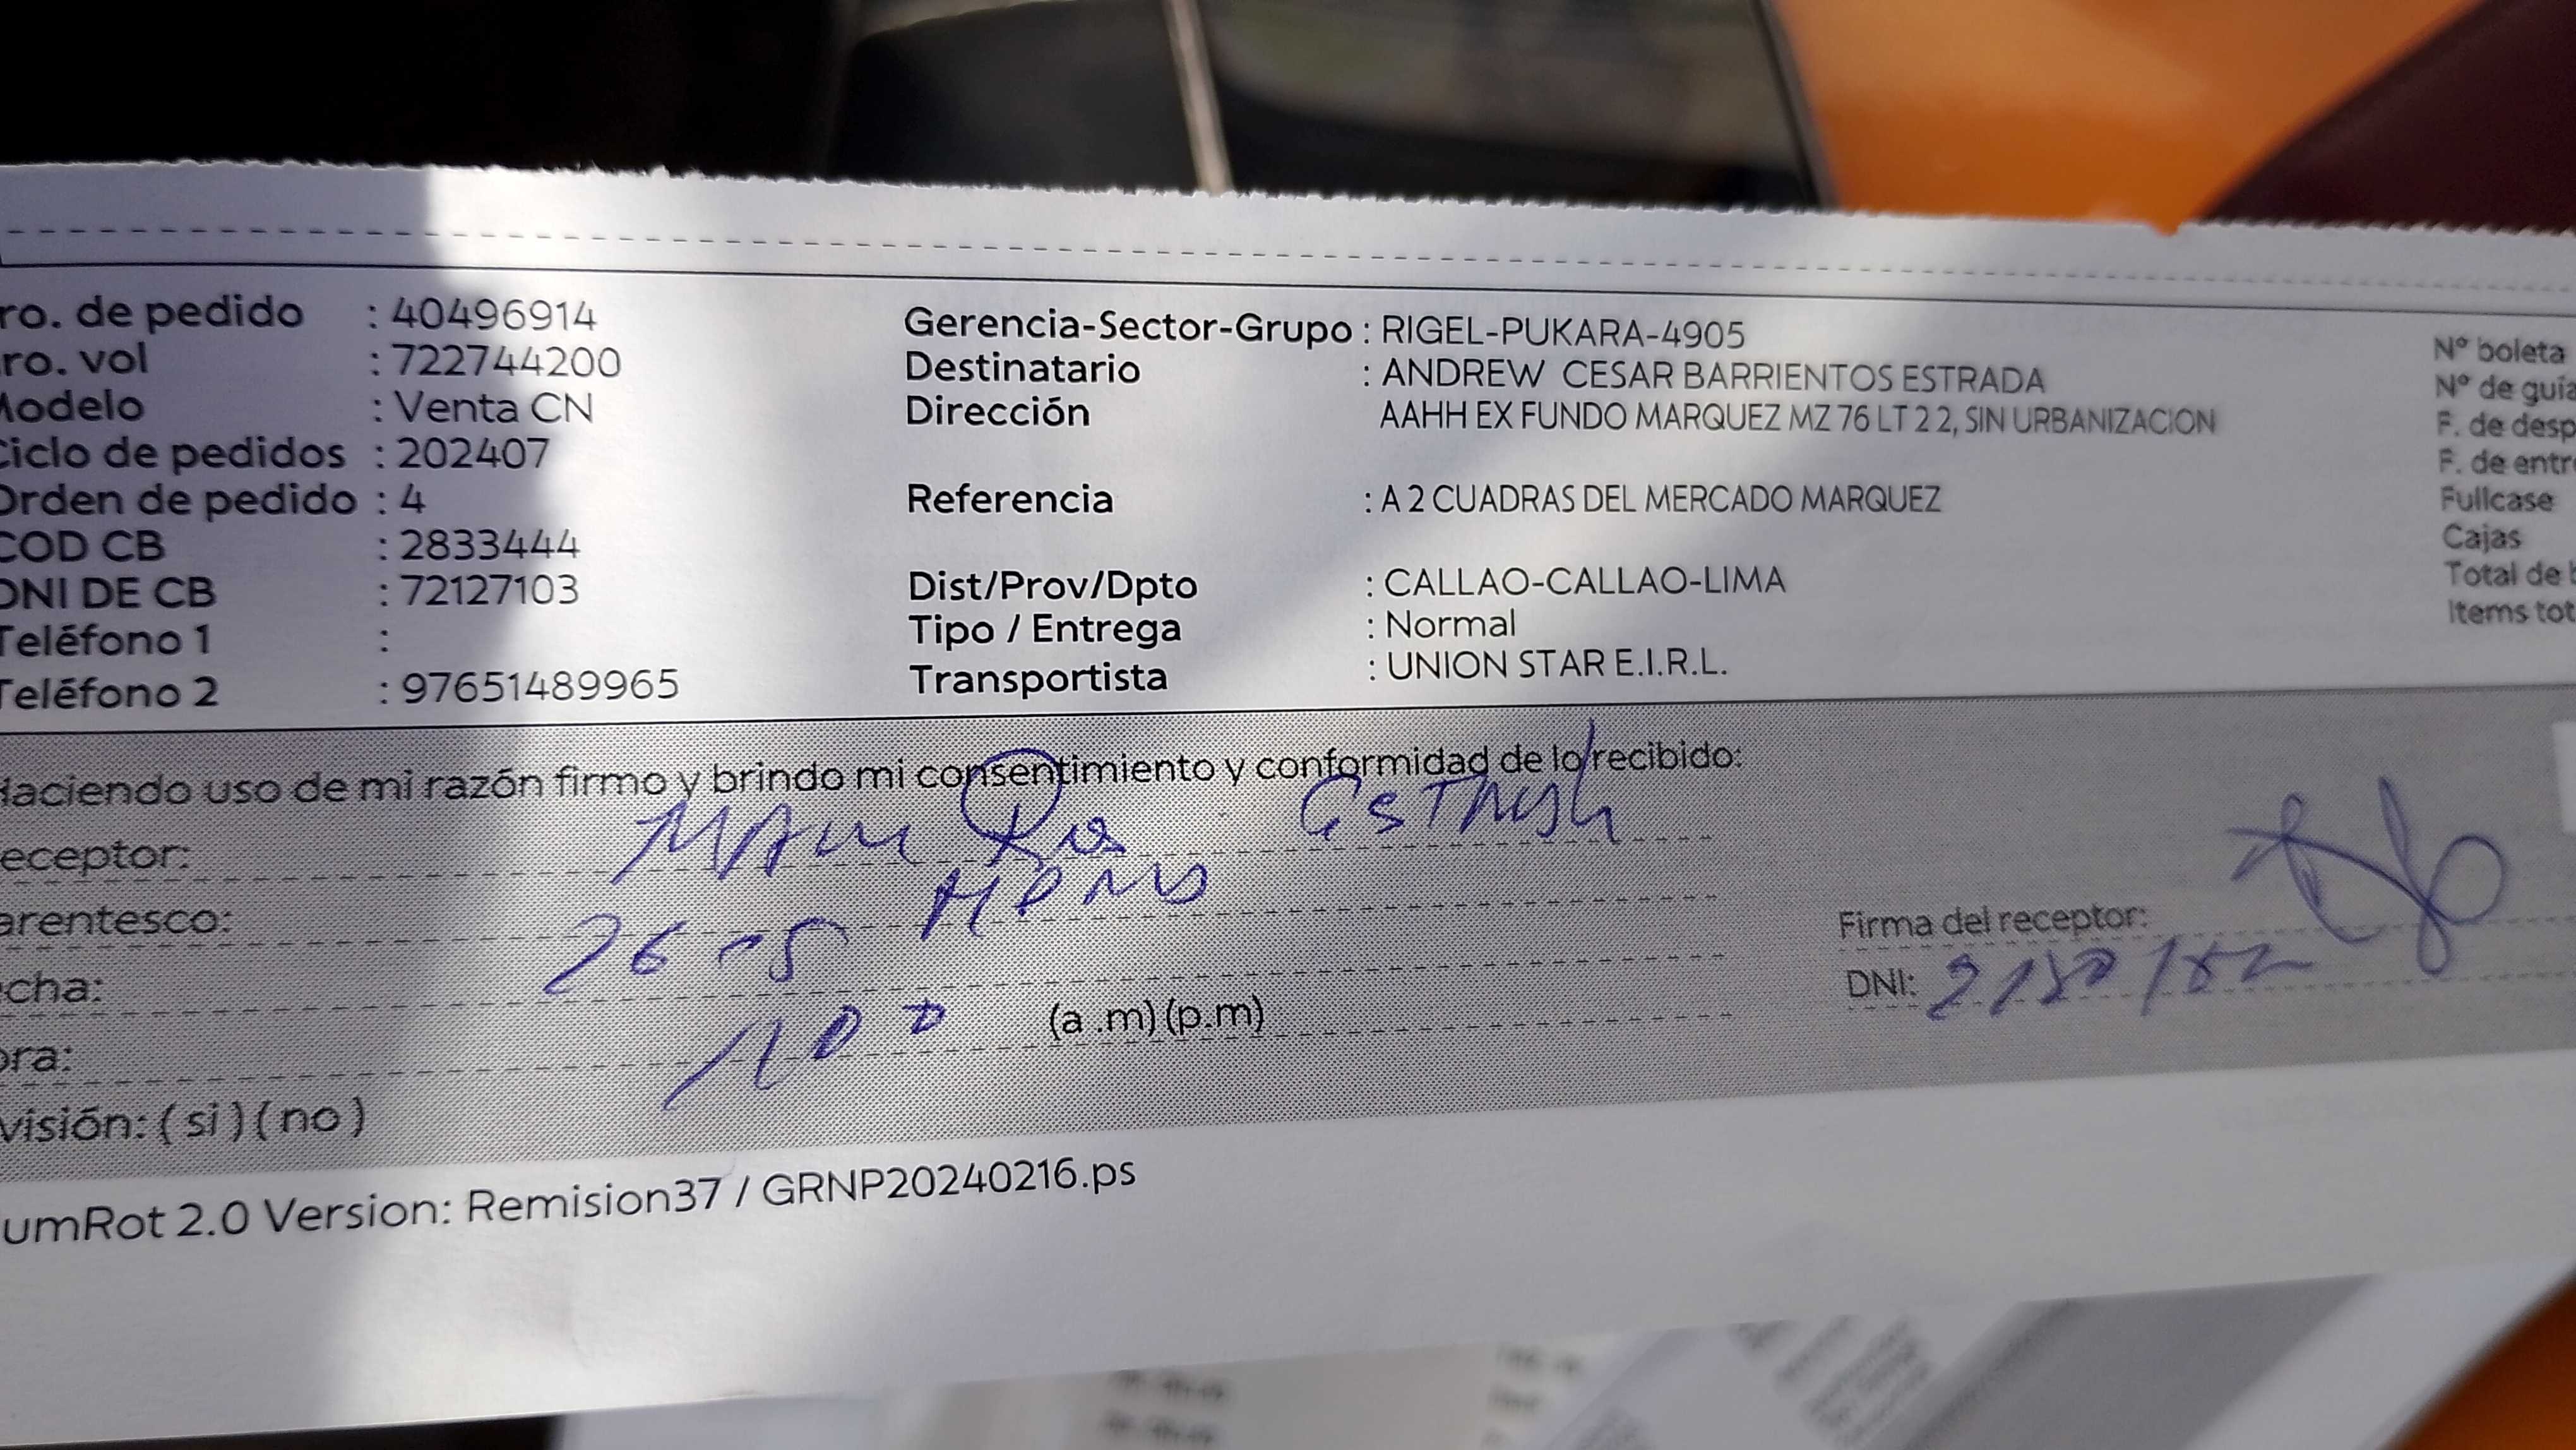 ro. de pedido : 40496914
ro. vol : 722744200
Modelo : Venta CN
Ciclo de pedidos : 202407
Orden de pedido : 4
COD CB : 2833444
DNI DE CB : 72127103
Teléfono 1 :
Teléfono 2 : 97651489965
Gerencia-Sector-Grupo : RIGEL-PUKARA-4905
Destinatario : ANDREW CESAR BARRIENTOS ESTRADA
Dirección AAHH EX FUNDO MARQUEZ MZ 76 LT 2 2, SIN URBANIZACION
Referencia : A 2 CUADRAS DEL MERCADO MARQUEZ
Dist/Prov/Dpto : CALLAO-CALLAO-LIMA
Tipo / Entrega : Normal
Transportista : UNION STAR E.I.R.L.
Nº boleta
Nº de guía
F. de desp
F. de entr
Fullcase
Cajas
Total de
Items tot
Haciendo uso de mi razón firmo y brindo mi consentimiento y conformidad de lo recibido:
eceptor:
arentesco:
echa: 26-5
ora: 1100 (a .m) (p.m)
visión: ( si ) ( no )
Firma del receptor:
DNI:
umRot 2.0 Version: Remision37 / GRNP20240216.ps